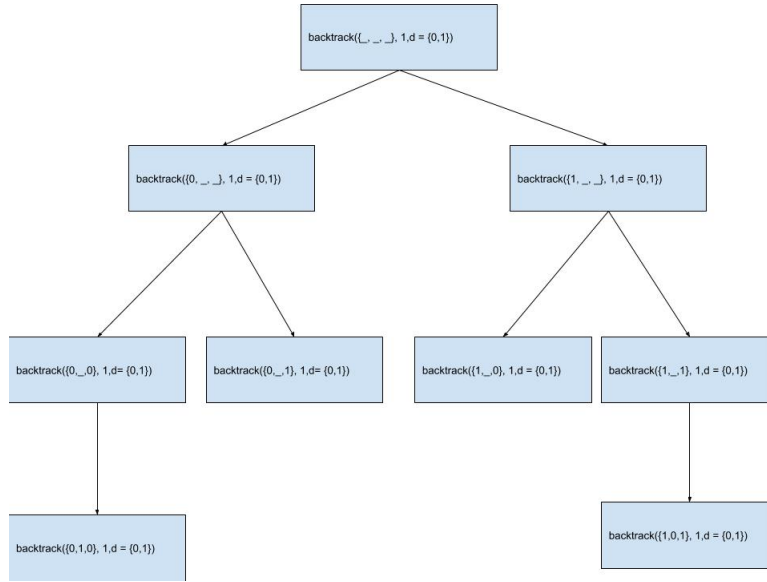 backtrack({_, _, _}, 1,d = {0,1})
backtrack({0, _, _}, 1,d = {0,1})
backtrack({1, _, _}, 1,d = {0,1})
backtrack({0,_,0}, 1,d= {0,1})
backtrack({0,_,1}, 1,d= {0,1})
backtrack({1,_,0}, 1,d = {0,1})
backtrack({1,_,1}, 1,d = {0,1})
backtrack({0,1,0}, 1,d = {0,1})
backtrack({1,0,1}, 1,d = {0,1})